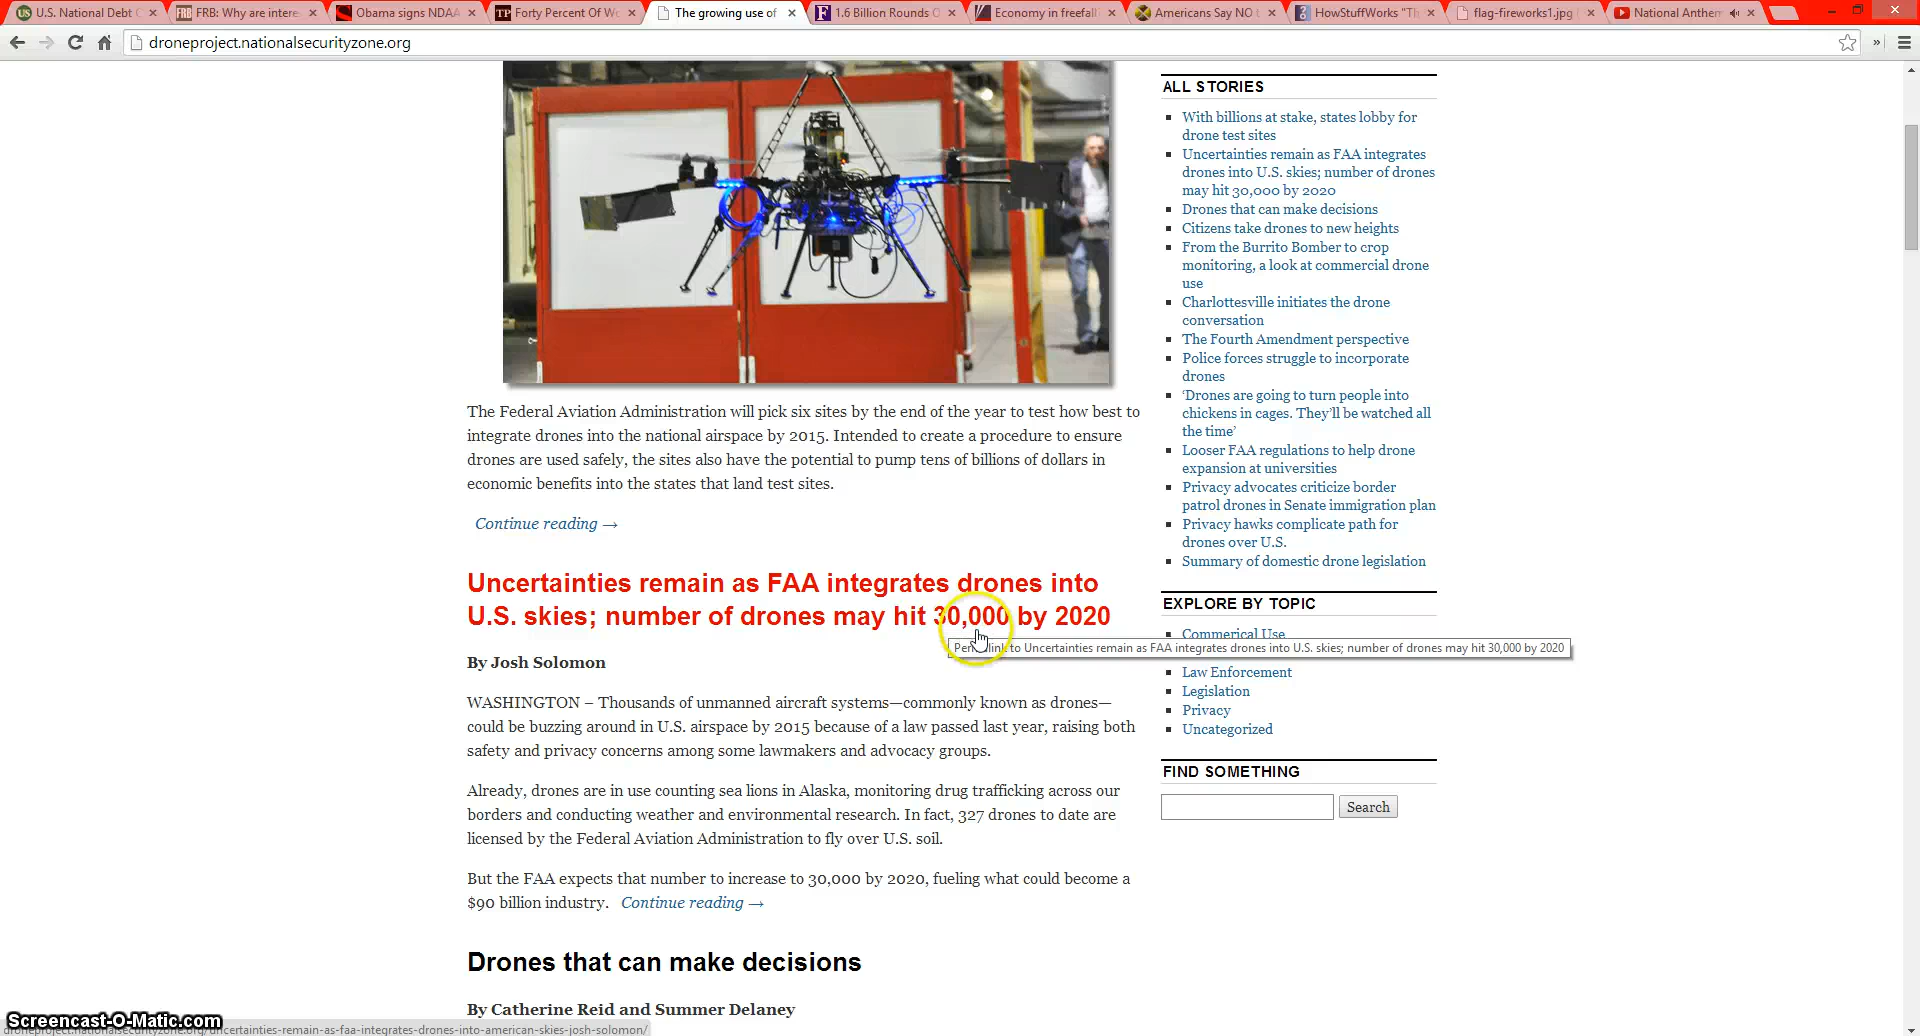 U.S. National Debt C
FRB: Why are interes
Obama signs NDAA
Forty Percent Of Wo
The growing use of
1.6 Billion Rounds O
Economy in freefall
Americans Say NO t
HowStuffWorks "Th
flag-fireworks1.jpg
National Anthem
droneproject.nationalsecurityzone.org
The Federal Aviation Administration will pick six sites by the end of the year to test how best to
integrate drones into the national airspace by 2015. Intended to create a procedure to ensure
drones are used safely, the sites also have the potential to pump tens of billions of dollars in
economic benefits into the states that land test sites.
Continue reading →
Uncertainties remain as FAA integrates drones into
U.S. skies; number of drones may hit 30,000 by 2020
to Uncertainties remain as FAA integrates drones into U.S. skies; number of drones may hit 30,000 by 2020
By Josh Solomon
WASHINGTON – Thousands of unmanned aircraft systems—commonly known as drones—
could be buzzing around in U.S. airspace by 2015 because of a law passed last year, raising both
safety and privacy concerns among some lawmakers and advocacy groups.
Already, drones are in use counting sea lions in Alaska, monitoring drug trafficking across our
borders and conducting weather and environmental research. In fact, 327 drones to date are
licensed by the Federal Aviation Administration to fly over U.S. soil.
But the FAA expects that number to increase to 30,000 by 2020, fueling what could become a
$90 billion industry. Continue reading →
Drones that can make decisions
By Catherine Reid and Summer Delaney
ALL STORIES
With billions at stake, states lobby for
drone test sites
Uncertainties remain as FAA integrates
drones into U.S. skies; number of drones
may hit 30,000 by 2020
Drones that can make decisions
Citizens take drones to new heights
From the Burrito Bomber to crop
monitoring, a look at commercial drone
use
Charlottesville initiates the drone
conversation
The Fourth Amendment perspective
Police forces struggle to incorporate
drones
‘Drones are going to turn people into
chickens in cages. They’ll be watched all
the time’
Looser FAA regulations to help drone
expansion at universities
Privacy advocates criticize border
patrol drones in Senate immigration plan
Privacy hawks complicate path for
drones over U.S.
Summary of domestic drone legislation
EXPLORE BY TOPIC
Commerical Use
Law Enforcement
Legislation
Privacy
Uncategorized
FIND SOMETHING
Search
Screencast-O-Matic.com
droneproject.nationalsecurityzone.org/uncertainties-remain-as-faa-integrates-drones-into-american-skies-josh-solomon/